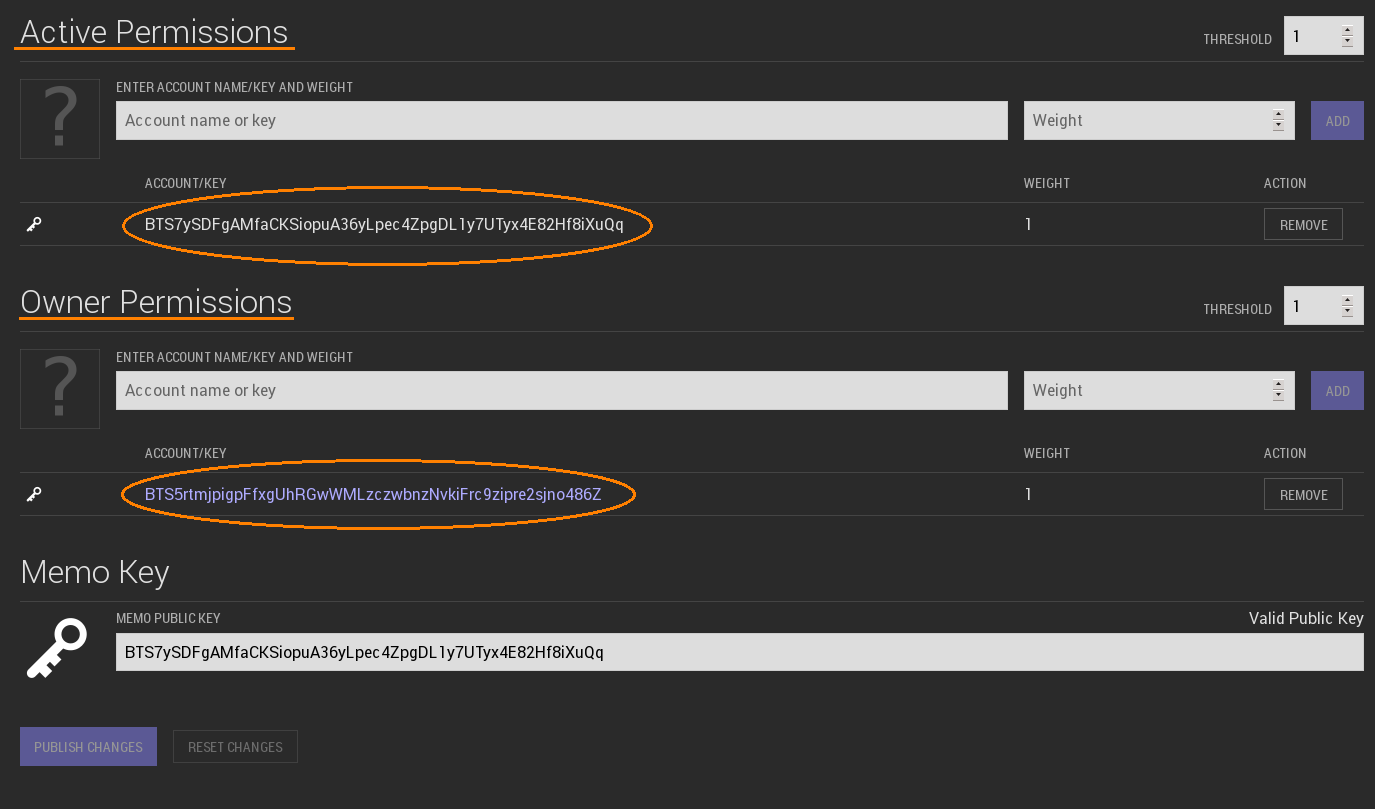 Active Permissions
THRESHOLD 1
ENTER ACCOUNT NAME/KEY AND WEIGHT
? Account name or key Weight ADD
ACCOUNT/KEY WEIGHT ACTION
BTS7ySDFgAMfaCKSiopuA36yLpec4ZpgDL1y7UTyx4E82Hf8iXuQq 1 REMOVE
Owner Permissions
THRESHOLD 1
ENTER ACCOUNT NAME/KEY AND WEIGHT
? Account name or key Weight ADD
ACCOUNT/KEY WEIGHT ACTION
BTS5rtmjpigpFfxgUhRGwWMLzczwbnzNvkiFrc9zipre2sjno486Z 1 REMOVE
Memo Key
MEMO PUBLIC KEY Valid Public Key
BTS7ySDFgAMfaCKSiopuA36yLpec4ZpgDL1y7UTyx4E82Hf8iXuQq
PUBLISH CHANGES RESET CHANGES